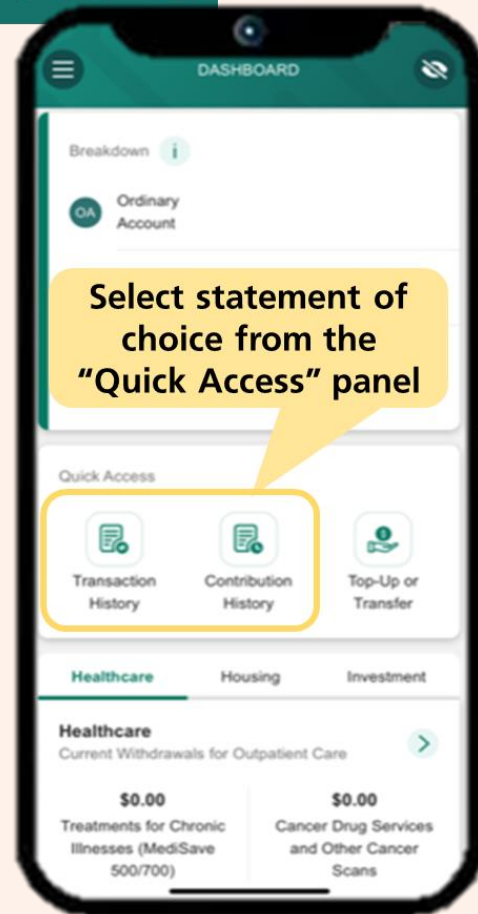 DASHBOARD
Breakdown i
OA Ordinary
Account
Select statement of
choice from the
“Quick Access” panel
Quick Access
Transaction
History
Contribution
History
Top-Up or
Transfer
Healthcare Housing Investment
Healthcare
Current Withdrawals for Outpatient Care
$0.00
Treatments for Chronic
Illnesses (MediSave
500/700)
$0.00
Cancer Drug Services
and Other Cancer
Scans